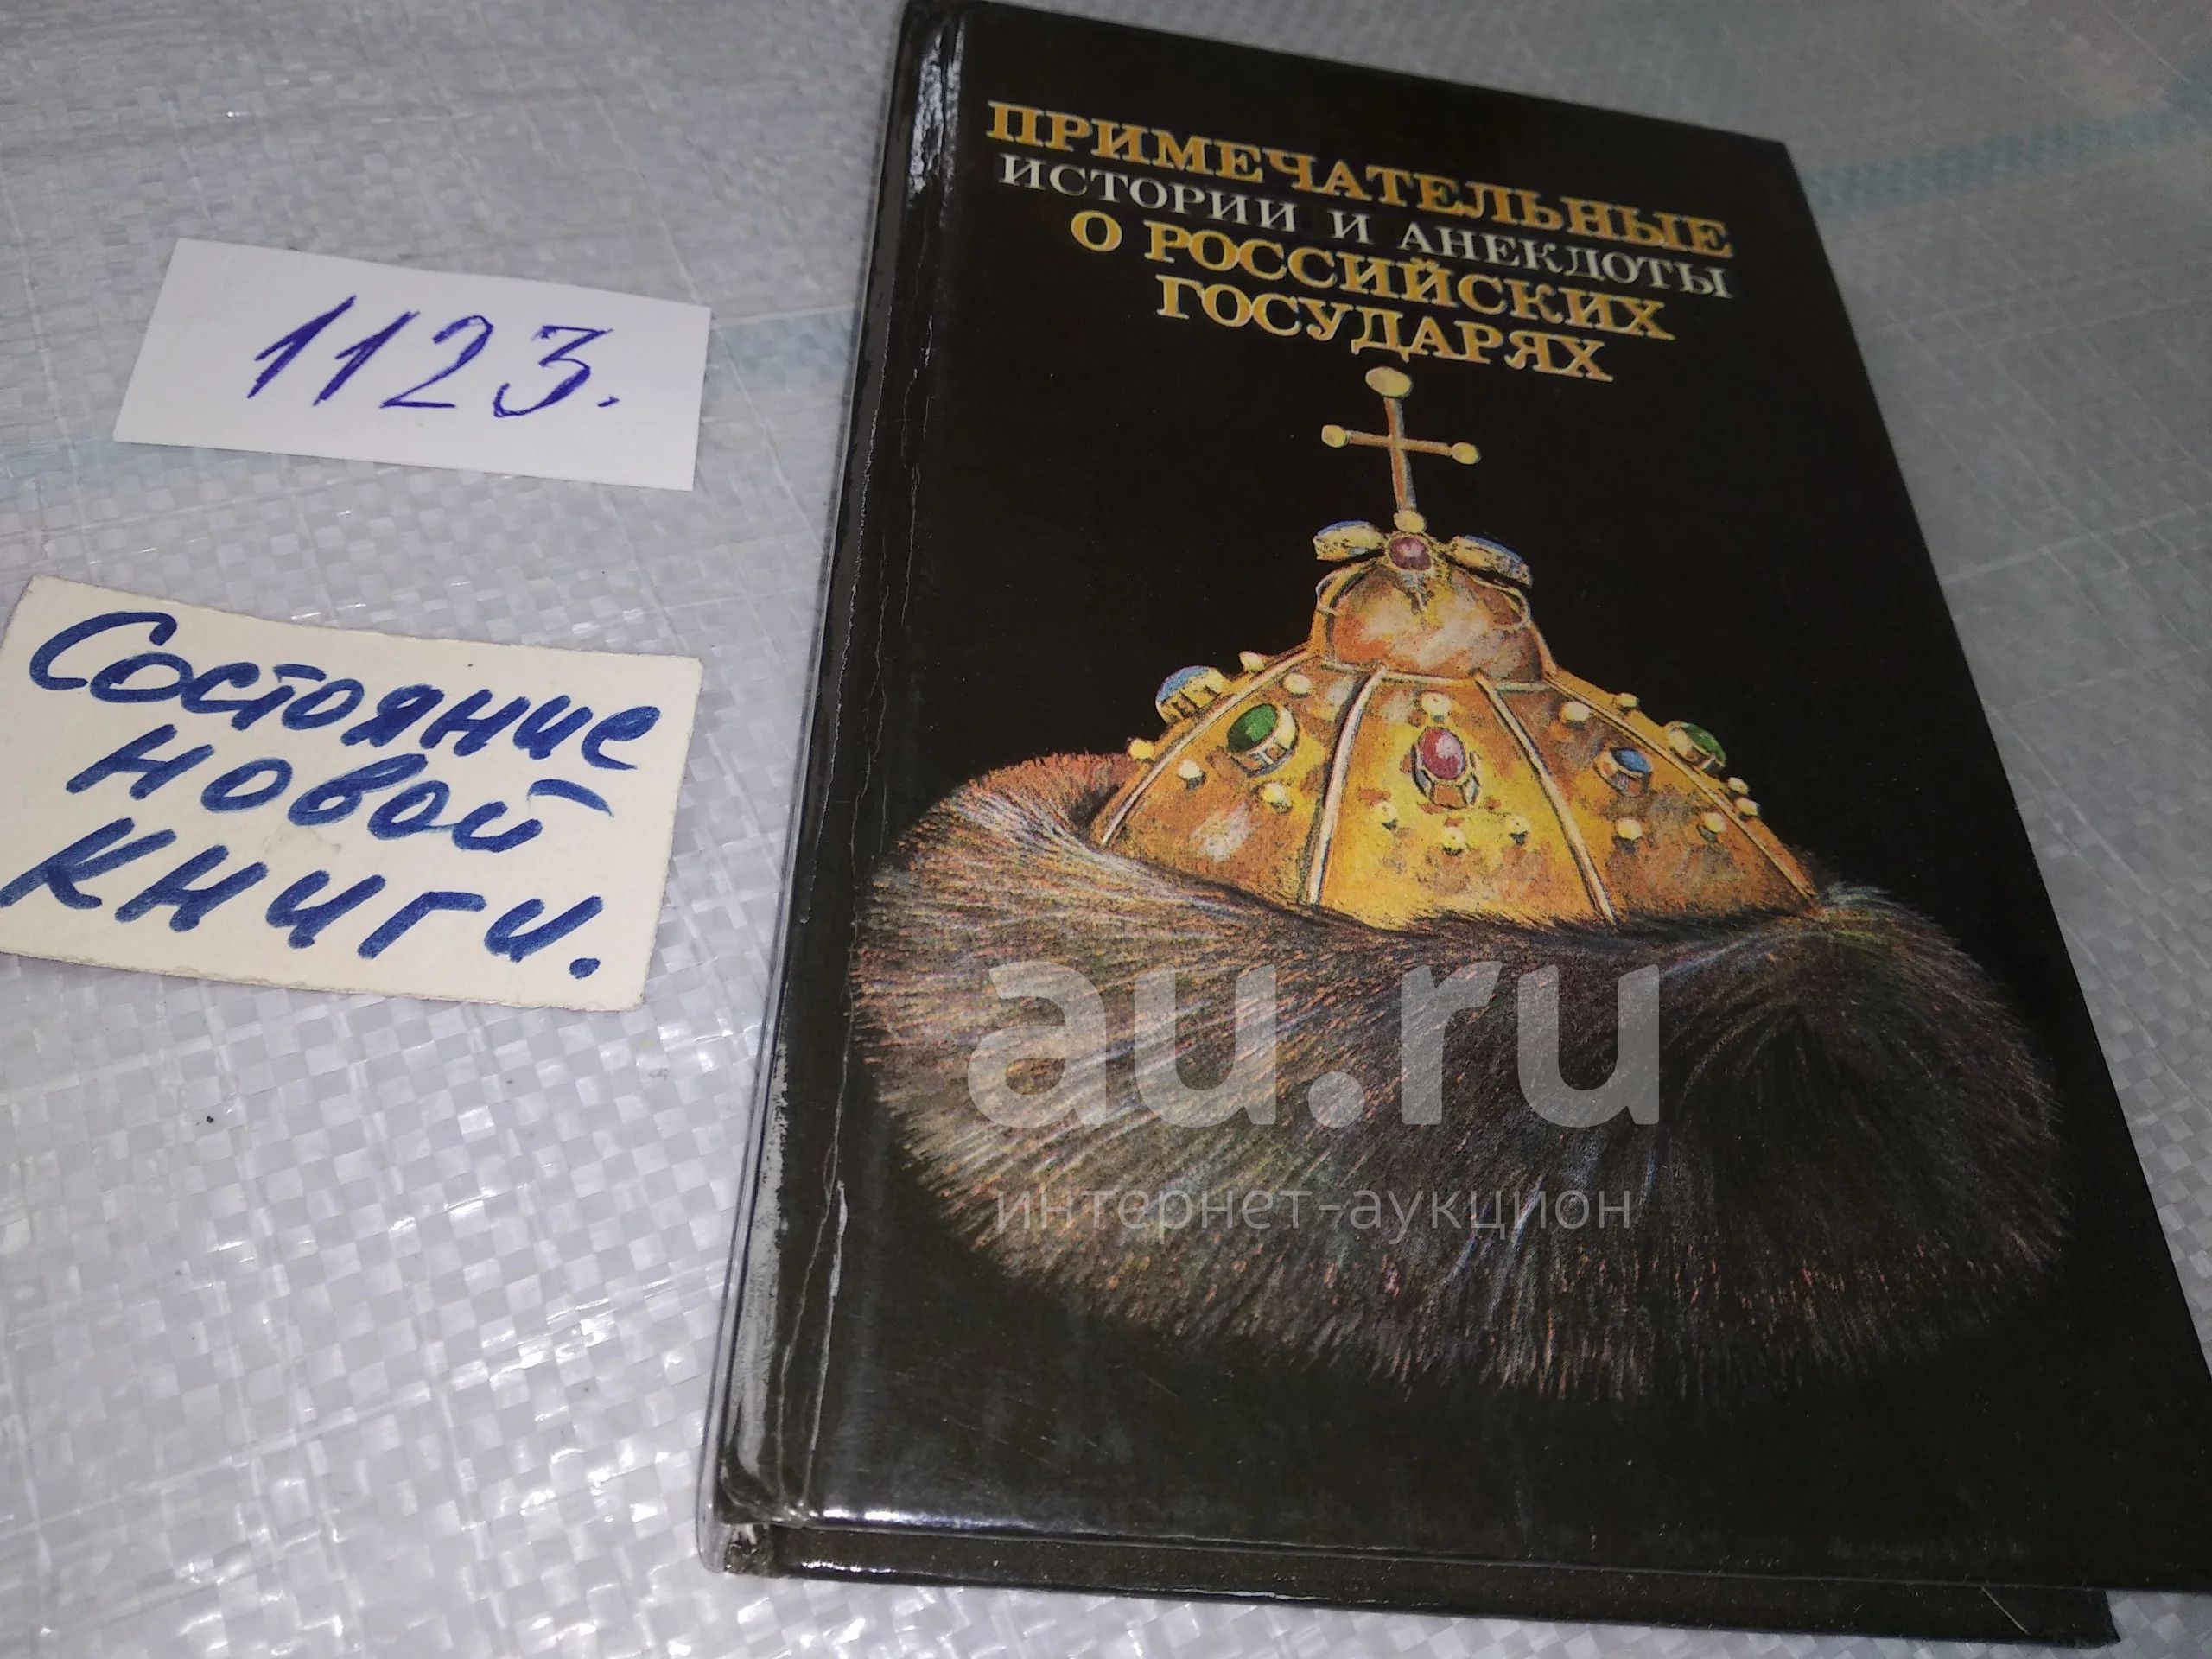 ПРИМЕЧАТЕЛЬНЫЕ
ИСТОРИИ И АНЕКДОТЫ
О РОССИЙСКИХ
ГОСУДАРЯХ
1123.
Состояние
новой
книги.
au.ru
интернет-аукцион